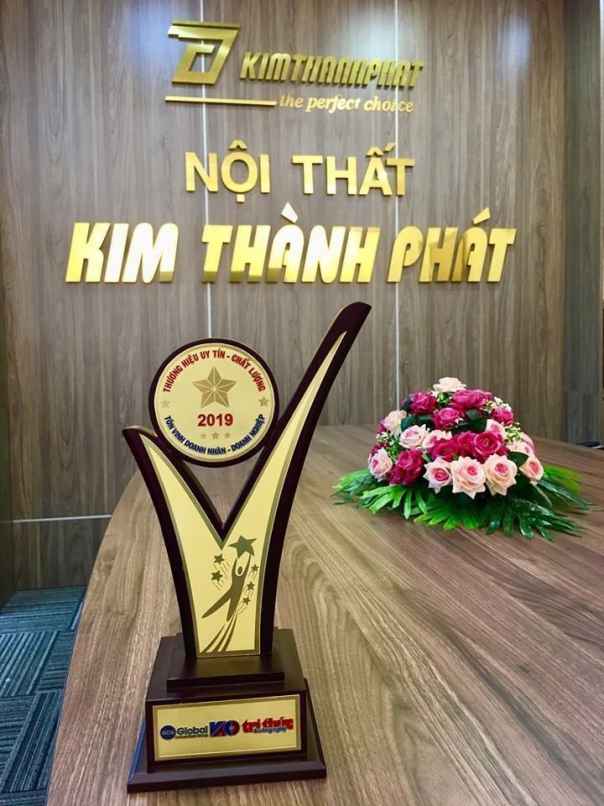 KIMTHANHPHAT
the perfect choice
NỘI THẤT
KIM THÀNH PHÁT
THƯƠNG HIỆU UY TÍN - CHẤT LƯỢNG
2019
TÔN VINH DOANH NHÂN - DOANH NGHIỆP
Global
tri thức